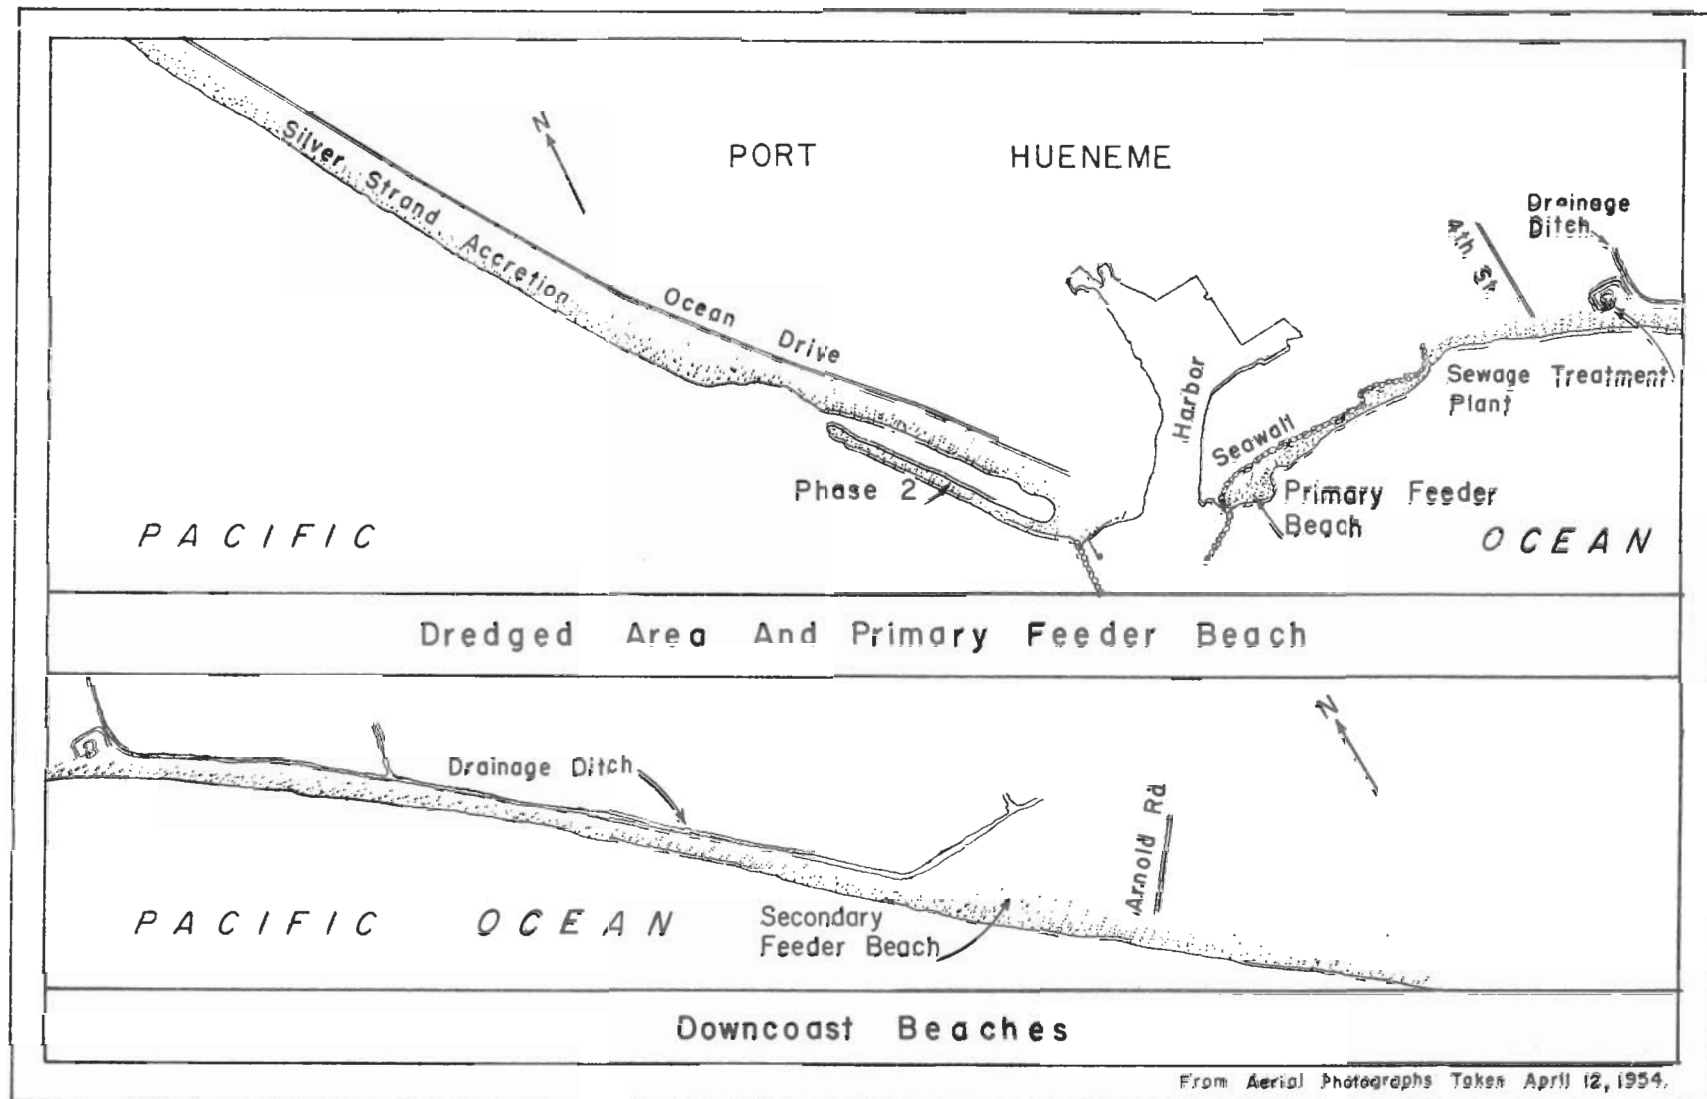 N
PORT HUENEME
Silver Strand Accretion
Ocean Drive
Harbor
4th St
Drainage
Ditch
Sewage Treatment
Plant
Seawall
Phase 2
Primary Feeder
Beach
PACIFIC
OCEAN
Dredged Area And Primary Feeder Beach
N
Drainage Ditch
Arnold Rd
PACIFIC OCEAN
Secondary
Feeder Beach
Downcoast Beaches
From Aerial Photographs Taken April 12, 1954.